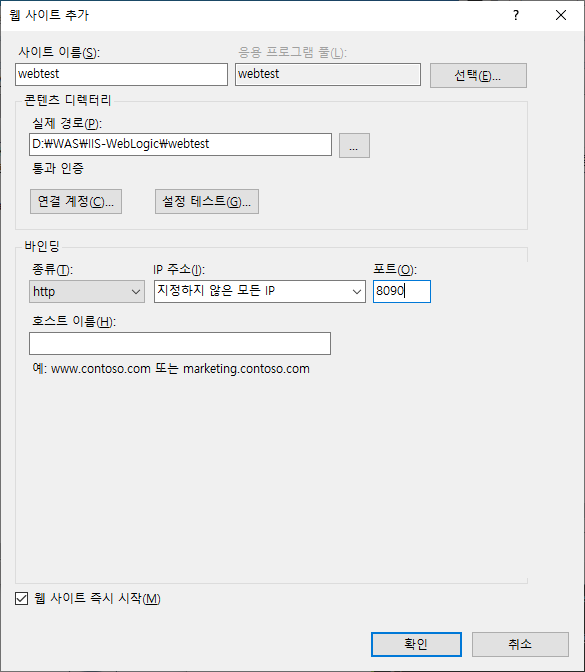 웹 사이트 추가
?
사이트 이름(S): 응용 프로그램 풀(L):
webtest webtest 선택(E)...
콘텐츠 디렉터리
실제 경로(P):
D:₩WAS₩IIS-WebLogic₩webtest ...
통과 인증
연결 계정(C)... 설정 테스트(G)...
바인딩
종류(T): IP 주소(I): 포트(O):
http 지정하지 않은 모든 IP 8090
호스트 이름(H):
예: www.contoso.com 또는 marketing.contoso.com
웹 사이트 즉시 시작(M)
확인 취소